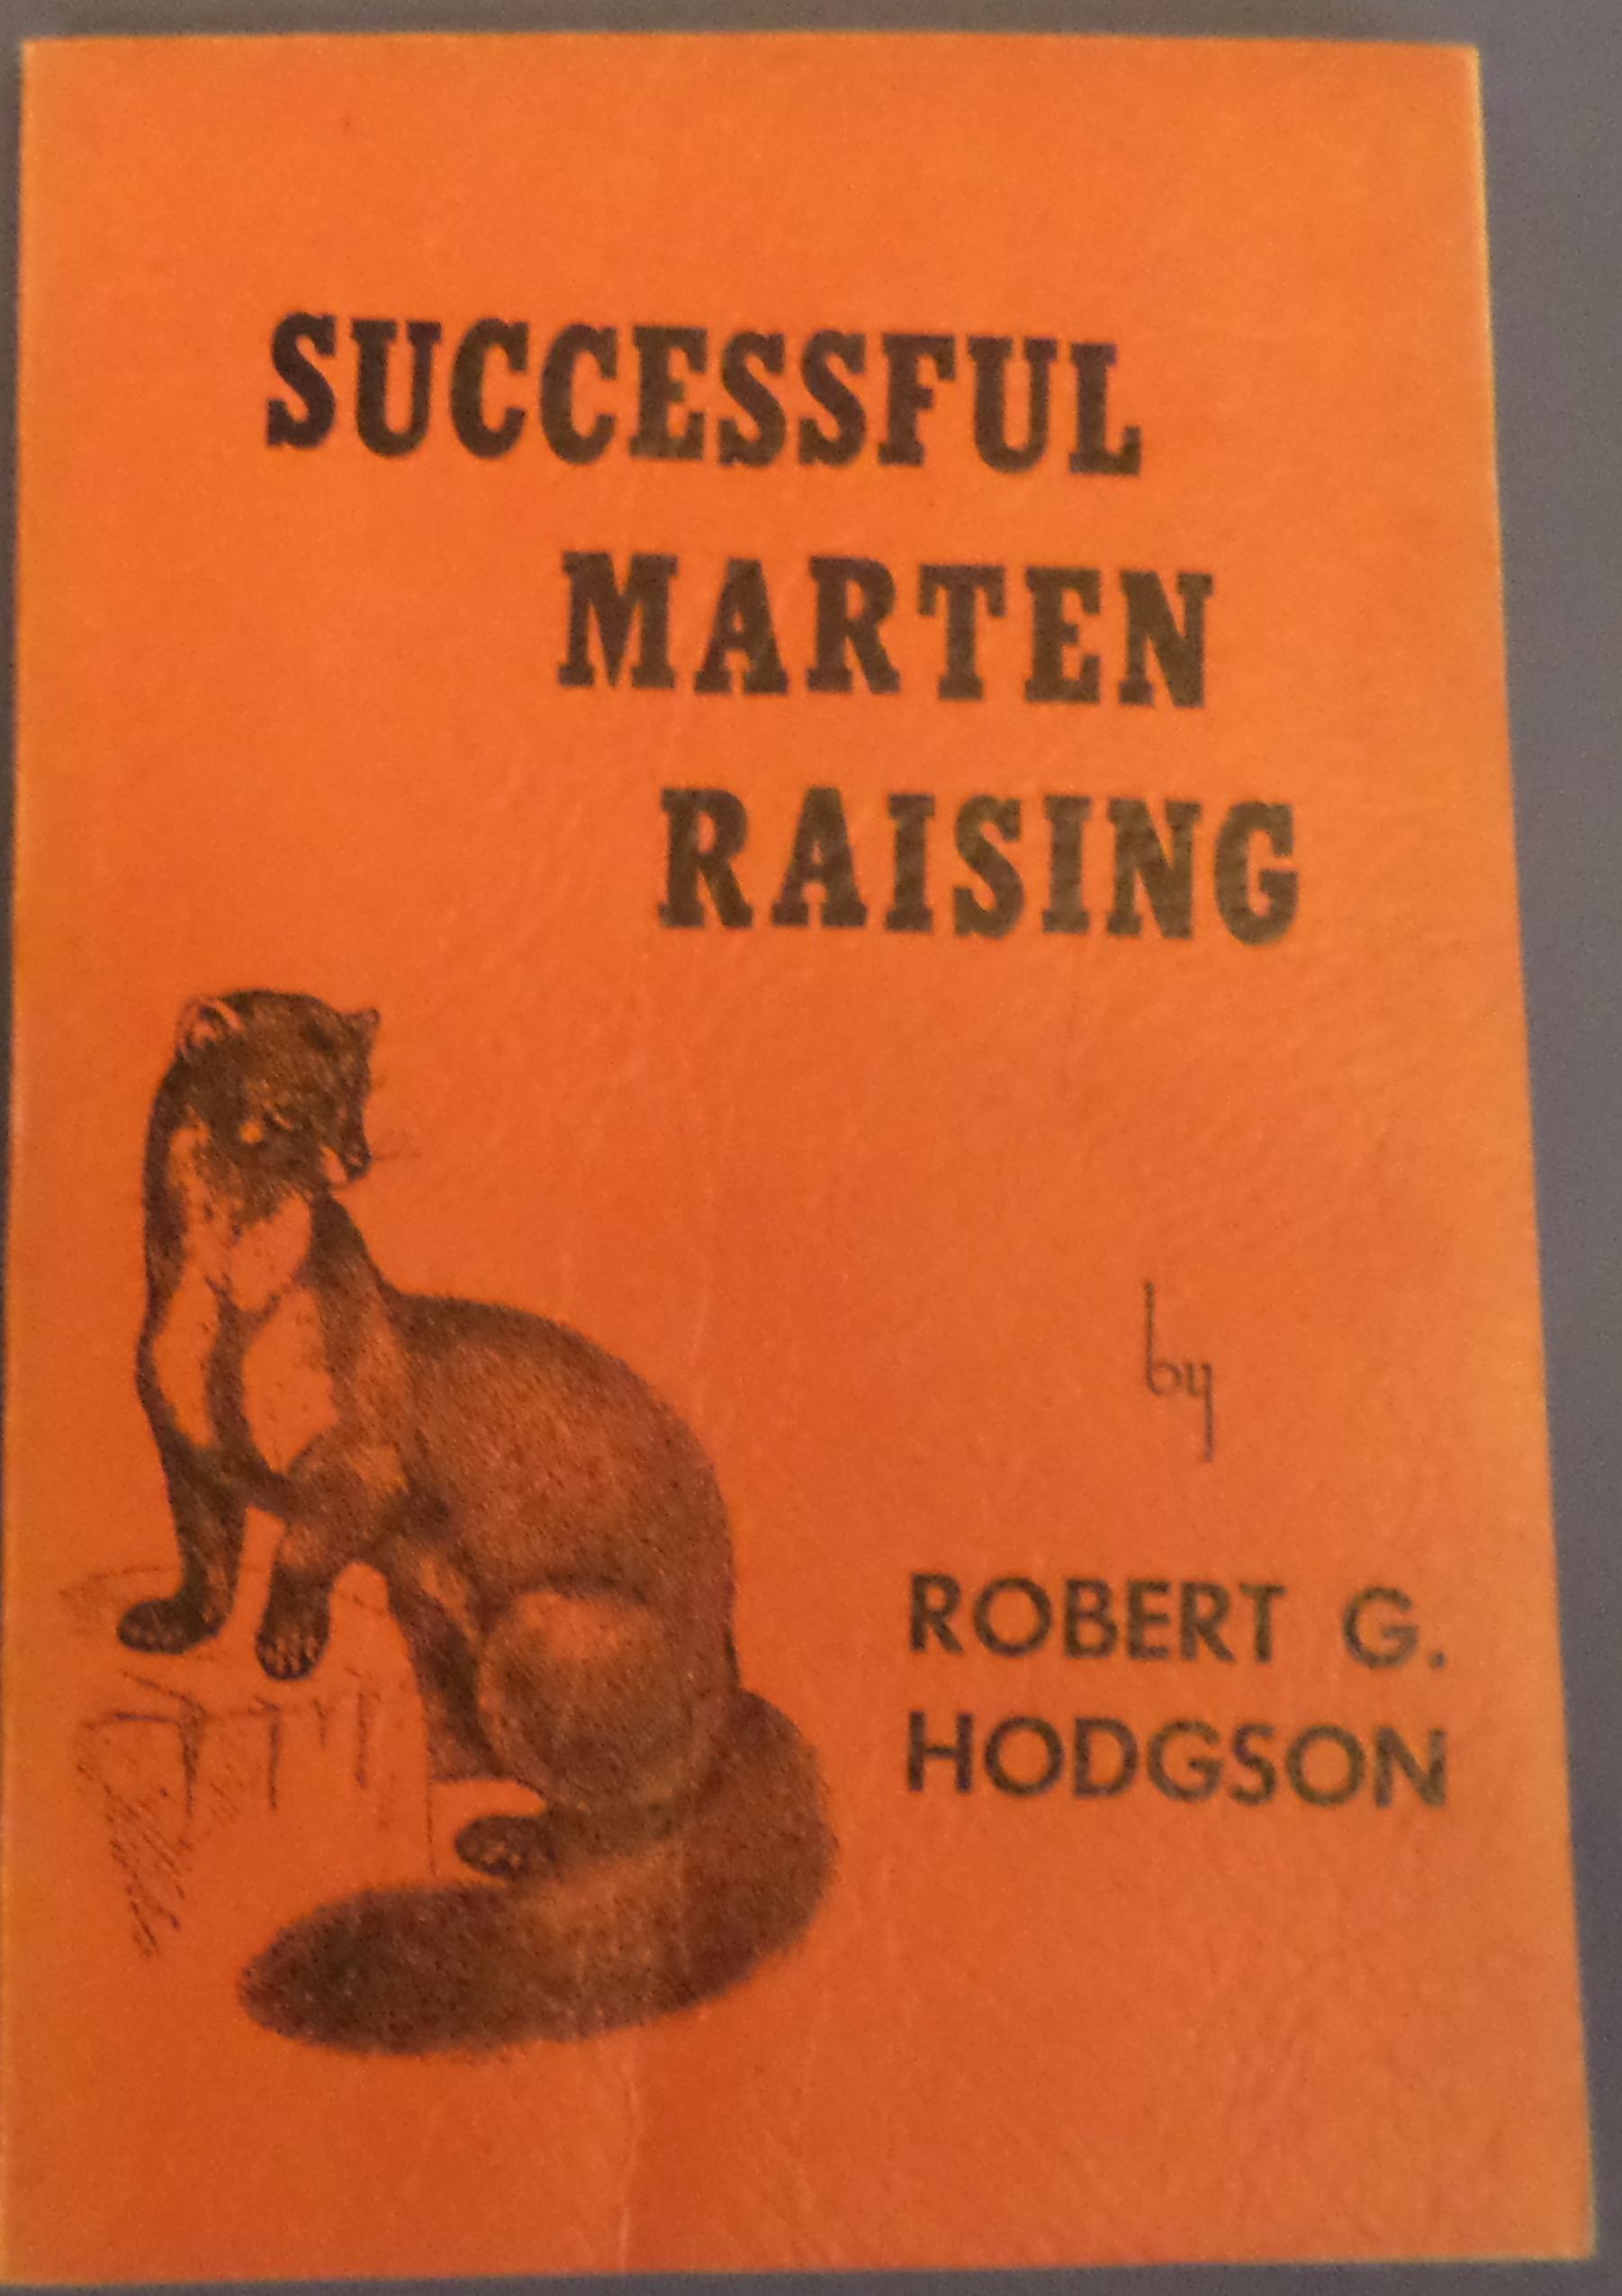 SUCCESSFUL
MARTEN
RAISING
by
ROBERT G.
HODGSON